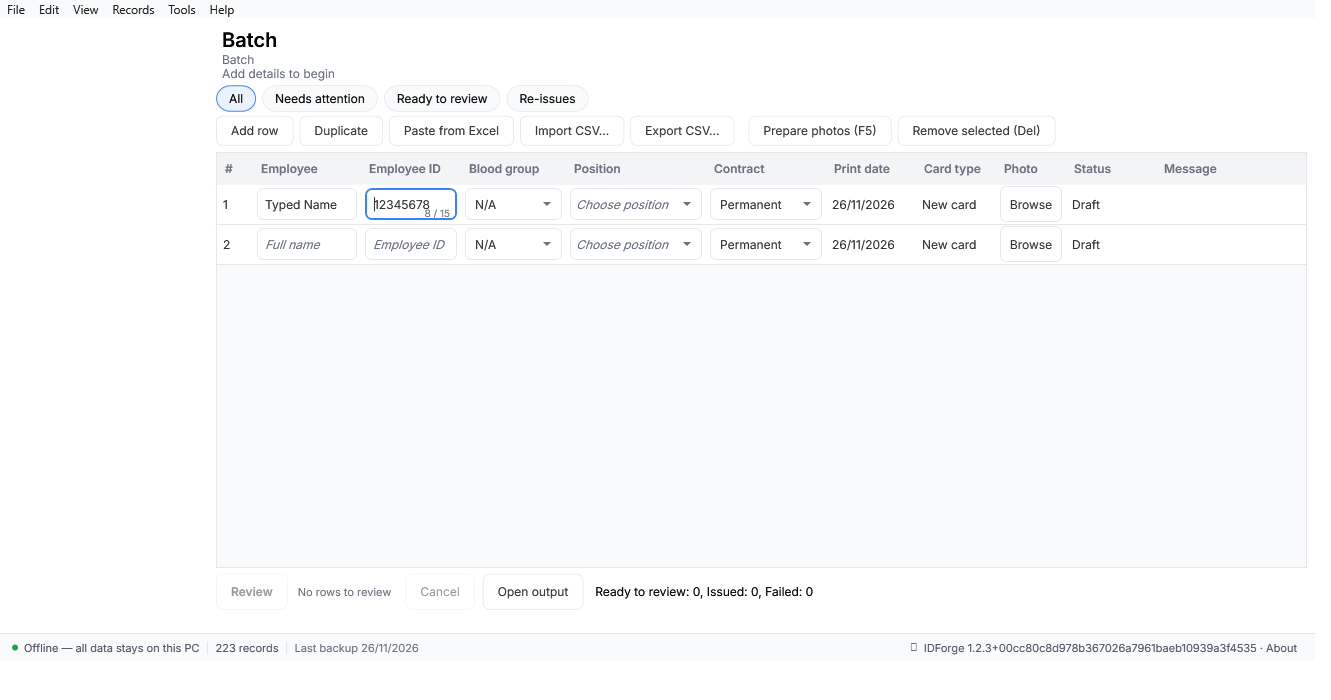 File Edit View Records Tools Help
Batch
Batch
Add details to begin
All Needs attention Ready to review Re-issues
Add row Duplicate Paste from Excel Import CSV... Export CSV... Prepare photos (F5) Remove selected (Del)
# Employee Employee ID Blood group Position Contract Print date Card type Photo Status Message
1 Typed Name 12345678 8 / 15 N/A Choose position Permanent 26/11/2026 New card Browse Draft
2 Full name Employee ID N/A Choose position Permanent 26/11/2026 New card Browse Draft
Review No rows to review Cancel Open output Ready to review: 0, Issued: 0, Failed: 0
Offline — all data stays on this PC 223 records Last backup 26/11/2026 IDForge 1.2.3+00cc80c8d978b367026a7961baeb10939a3f4535 · About